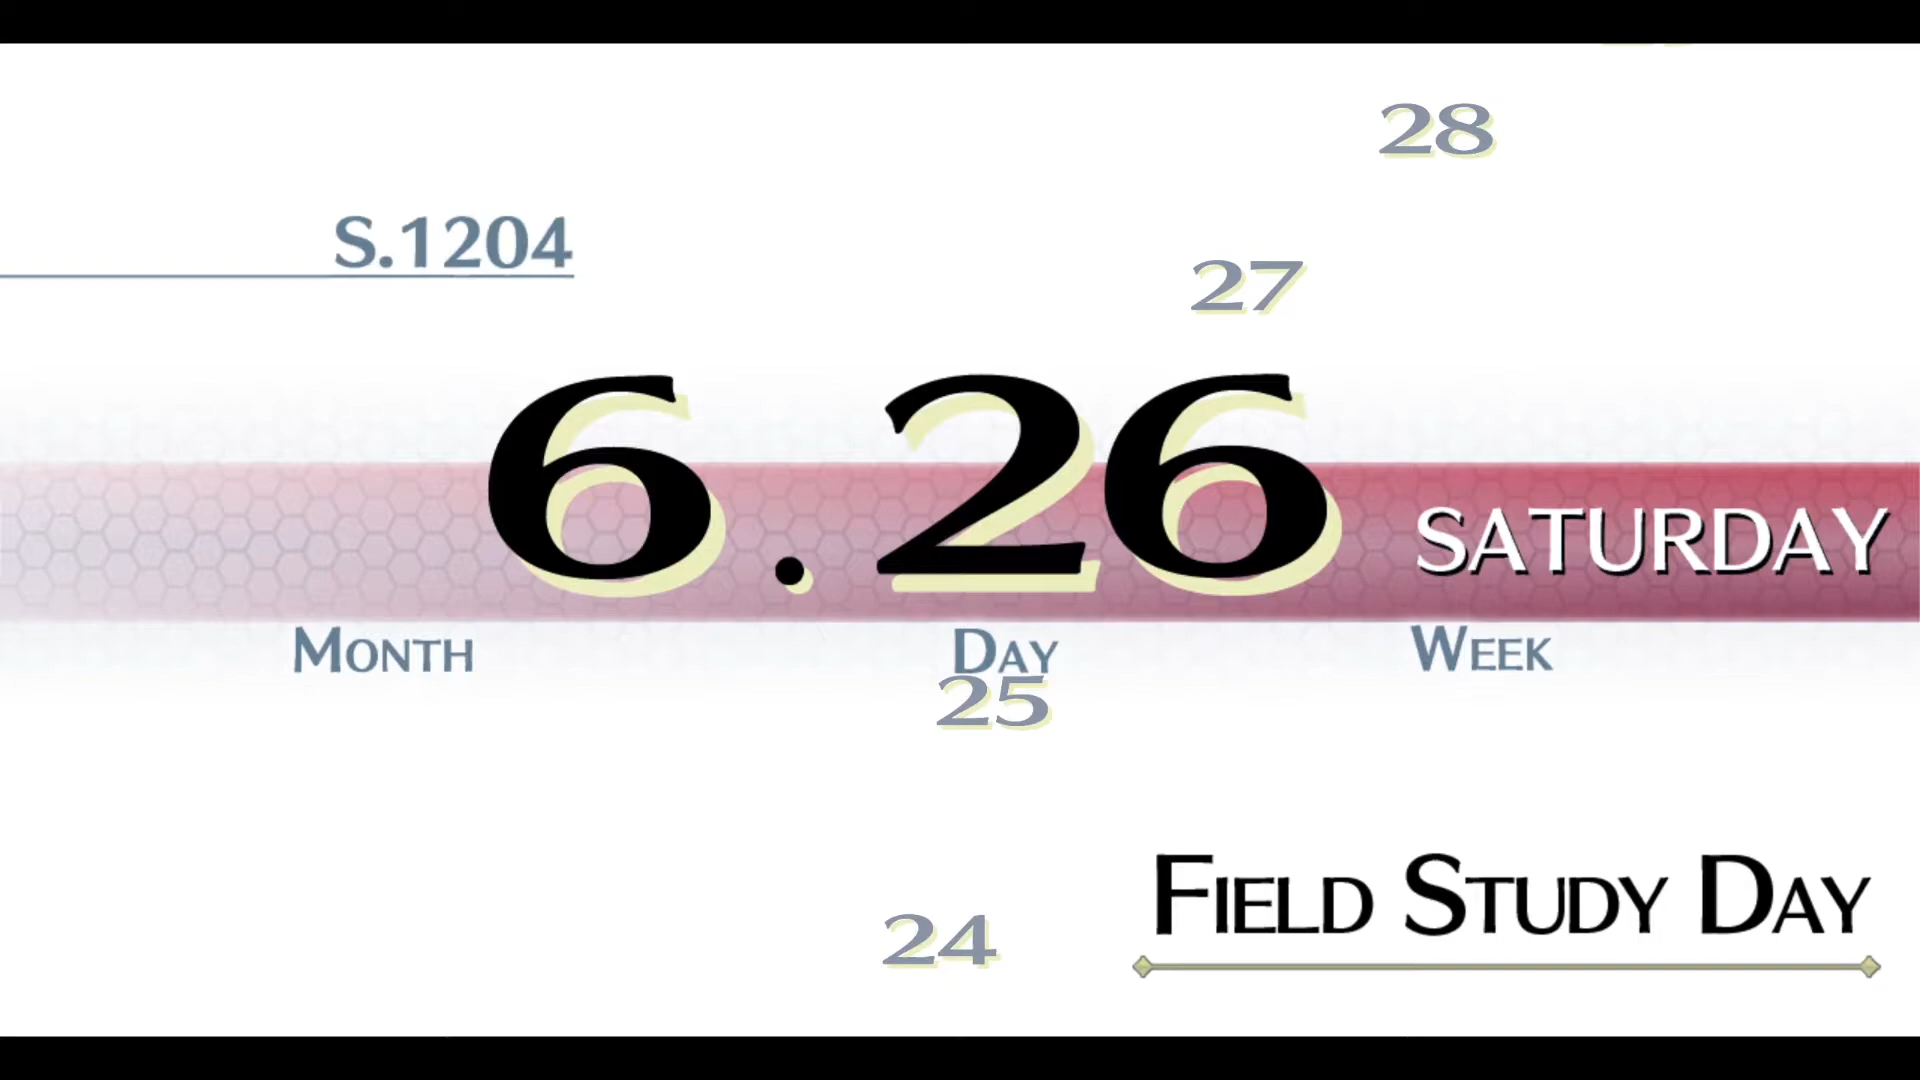 28
S.1204
27
6.26 SATURDAY
MONTH DAY WEEK
25
FIELD STUDY DAY
24